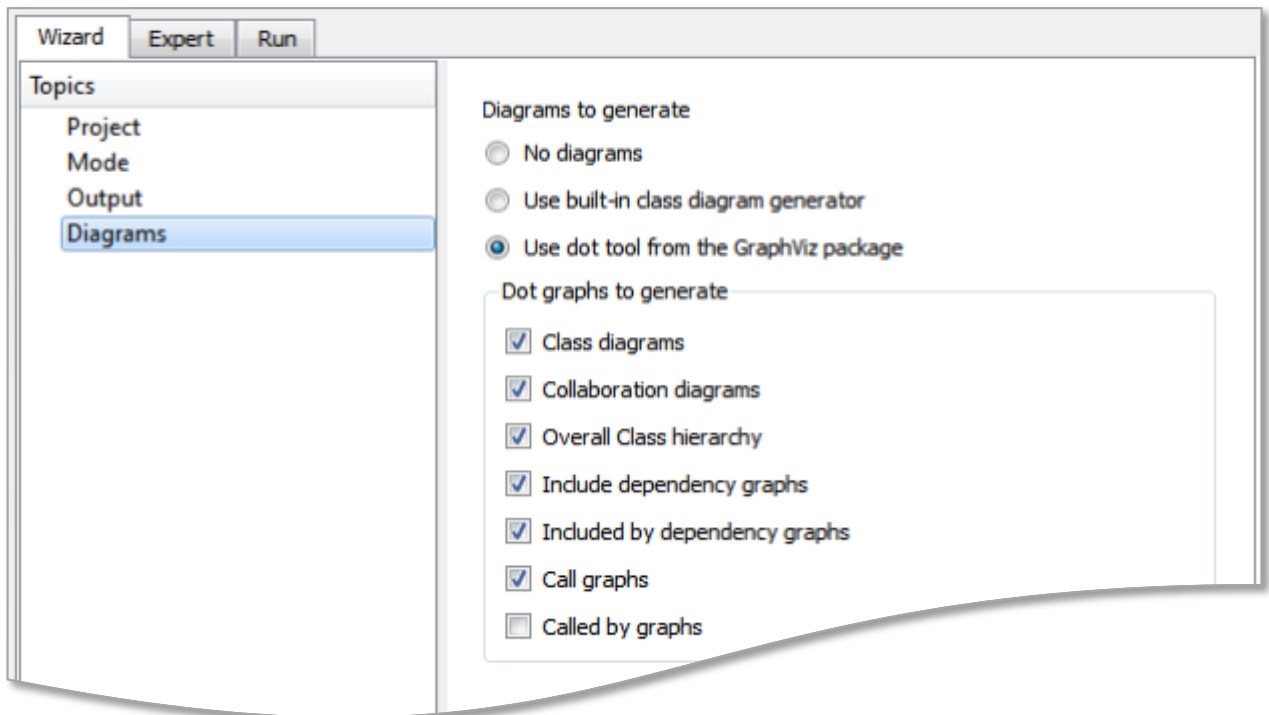 Wizard Expert Run
Topics
Project
Mode
Output
Diagrams
Diagrams to generate
No diagrams
Use built-in class diagram generator
Use dot tool from the GraphViz package
Dot graphs to generate
Class diagrams
Collaboration diagrams
Overall Class hierarchy
Include dependency graphs
Included by dependency graphs
Call graphs
Called by graphs